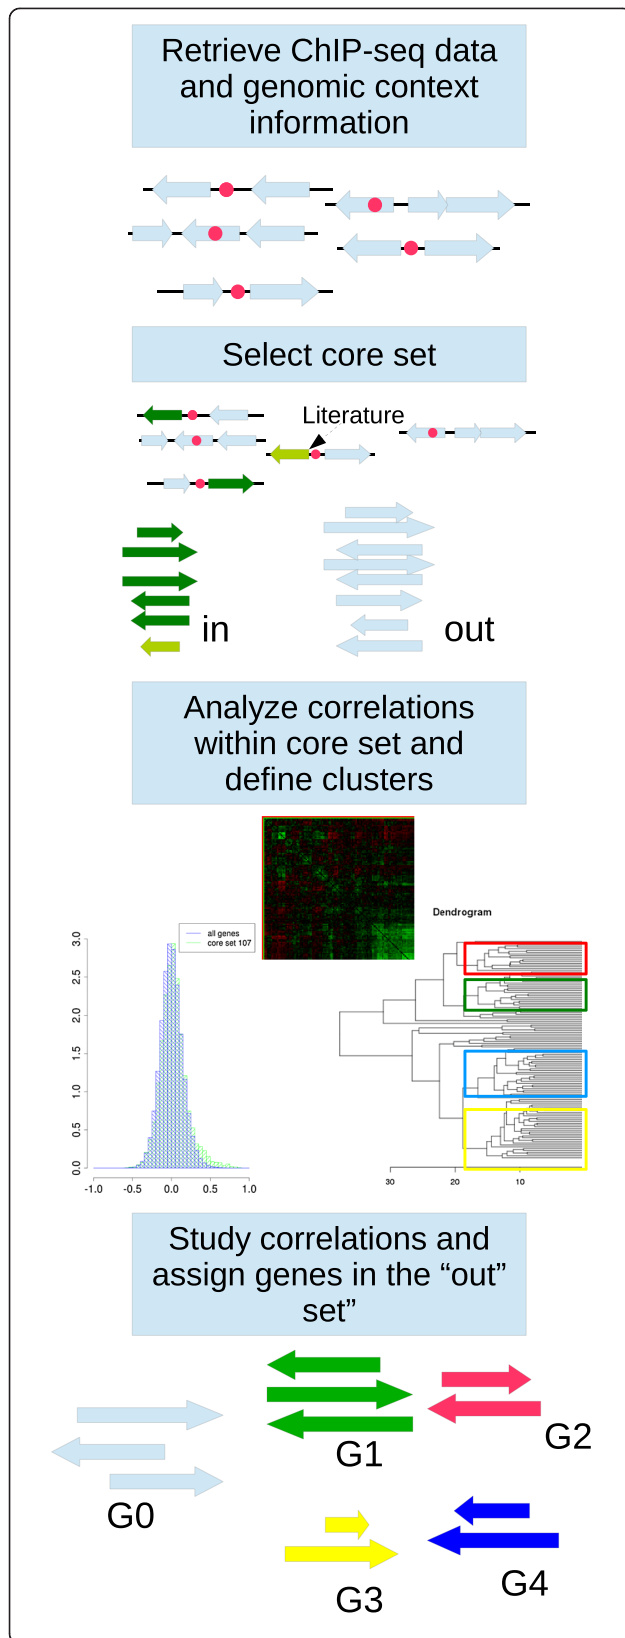 Retrieve ChIP-seq data
and genomic context
information
Select core set
Literature
in
out
Analyze correlations
within core set and
define clusters
Dendrogram
all genes
core set 107
3.0
2.5
2.0
1.5
1.0
0.5
0.0
-1.0 -0.5 0.0 0.5 1.0
30 20 10
Study correlations and
assign genes in the “out”
set”
G1
G2
G0
G3
G4